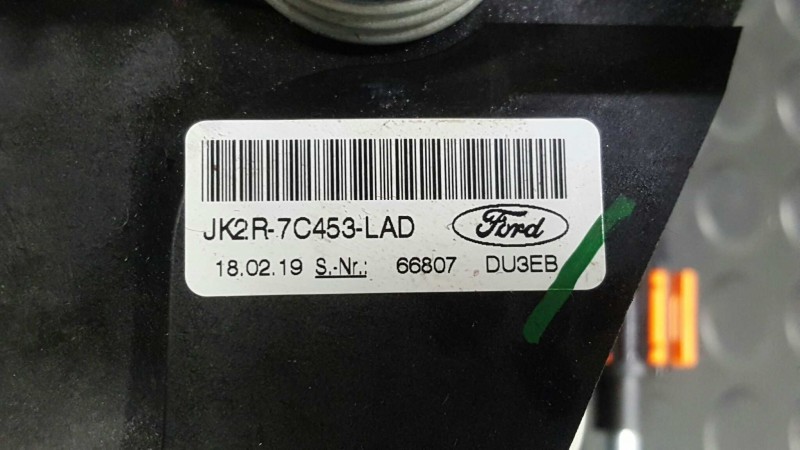 JK2R-7C453-LAD Ford
18.02.19 S.-Nr.: 66807 DU3EB